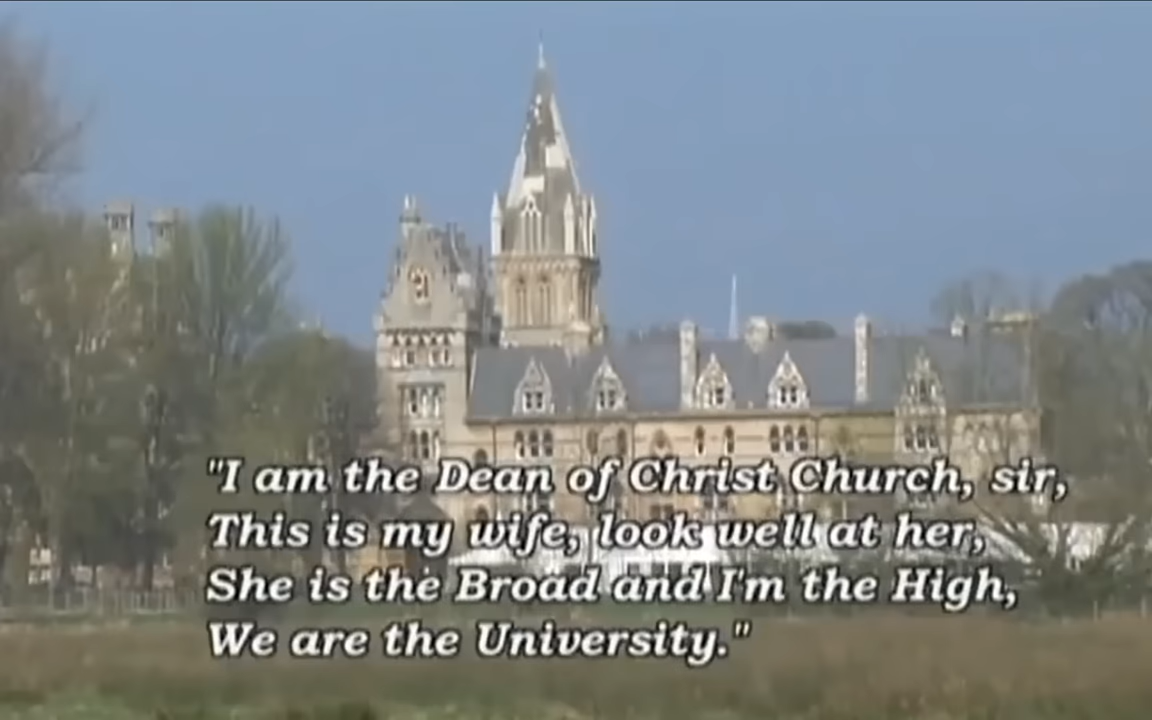 "I am the Dean of Christ Church, sir,
This is my wife, look well at her,
She is the Broad and I'm the High,
We are the University."